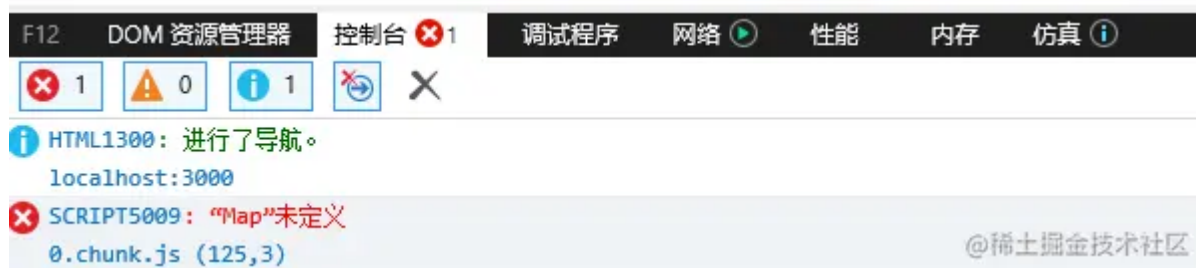 F12 DOM 资源管理器 控制台 1 调试程序 网络 性能 内存 仿真
1 0 1
HTML1300: 进行了导航。
localhost:3000
SCRIPT5009: “Map”未定义
0.chunk.js (125,3)
@稀土掘金技术社区